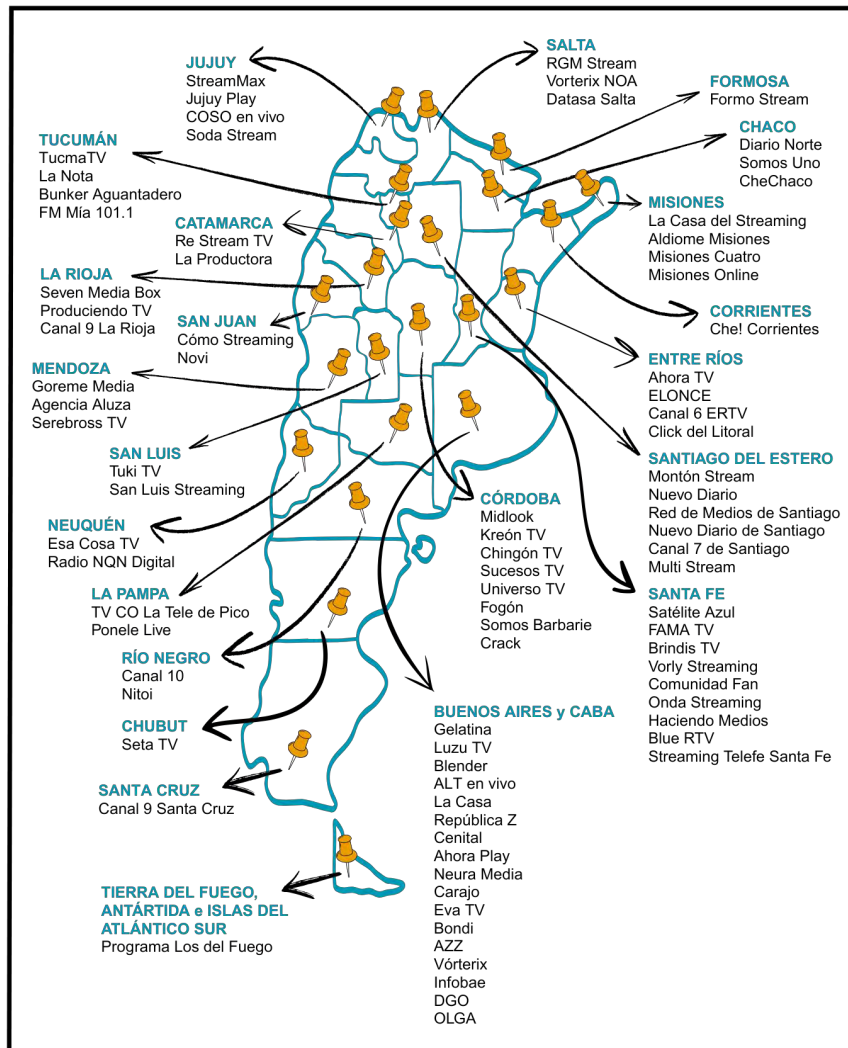 JUJUY
StreamMax
Jujuy Play
COSO en vivo
Soda Stream
SALTA
RGM Stream
Vorterix NOA
Datasa Salta
FORMOSA
Formo Stream
CHACO
Diario Norte
Somos Uno
CheChaco
TUCUMÁN
TucmaTV
La Nota
Bunker Aguantadero
FM Mía 101.1
CATAMARCA
Re Stream TV
La Productora
MISIONES
La Casa del Streaming
Aldiome Misiones
Misiones Cuatro
Misiones Online
LA RIOJA
Seven Media Box
Produciendo TV
Canal 9 La Rioja
SAN JUAN
Cómo Streaming
Novi
CORRIENTES
Che! Corrientes
MENDOZA
Goreme Media
Agencia Aluza
Serebross TV
ENTRE RÍOS
Ahora TV
ELONCE
Canal 6 ERTV
Click del Litoral
SAN LUIS
Tuki TV
San Luis Streaming
SANTIAGO DEL ESTERO
Montón Stream
Nuevo Diario
Red de Medios de Santiago
Nuevo Diario de Santiago
Canal 7 de Santiago
Multi Stream
NEUQUÉN
Esa Cosa TV
Radio NQN Digital
CÓRDOBA
Midlook
Kreón TV
Chingón TV
Sucesos TV
Universo TV
Fogón
Somos Barbarie
Crack
LA PAMPA
TV CO La Tele de Pico
Ponele Live
SANTA FE
Satélite Azul
FAMA TV
Brindis TV
Vorly Streaming
Comunidad Fan
Onda Streaming
Haciendo Medios
Blue RTV
Streaming Telefe Santa Fe
RÍO NEGRO
Canal 10
Nitoi
CHUBUT
Seta TV
BUENOS AIRES y CABA
Gelatina
Luzu TV
Blender
ALT en vivo
La Casa
República Z
Cenital
Ahora Play
Neura Media
Carajo
Eva TV
Bondi
AZZ
Vórterix
Infobae
DGO
OLGA
SANTA CRUZ
Canal 9 Santa Cruz
TIERRA DEL FUEGO,
ANTÁRTIDA e ISLAS DEL
ATLÁNTICO SUR
Programa Los del Fuego